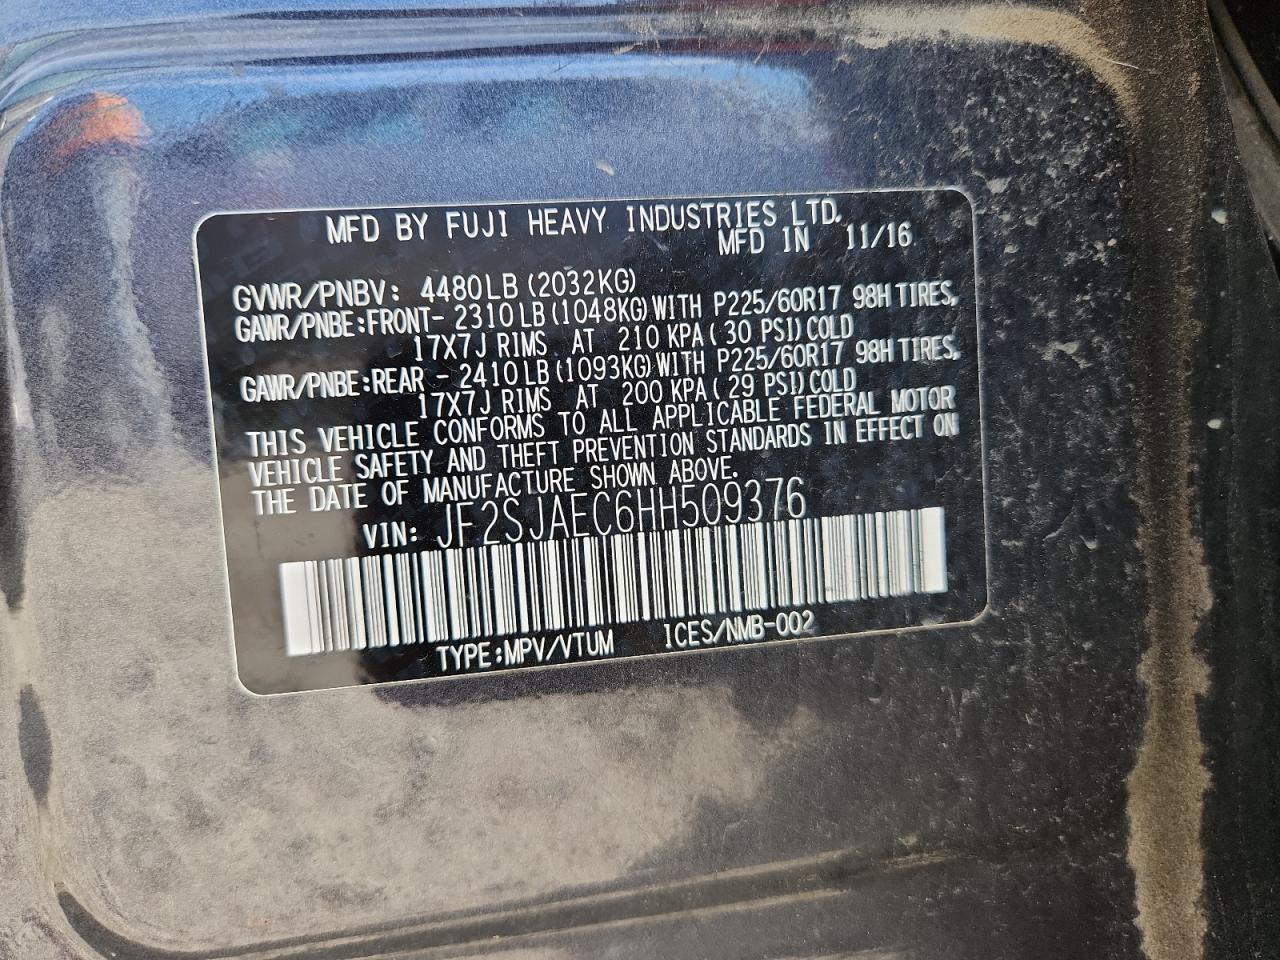 MFD BY FUJI HEAVY INDUSTRIES LTD.
MFD IN 11/16
GVWR/PNBV: 4480LB (2032KG)
GAWR/PNBE:FRONT- 2310LB (1048KG) WITH P225/60R17 98H TIRES,
17X7J RIMS AT 210 KPA( 30 PSI) COLD
GAWR/PNBE:REAR - 2410LB (1093KG) WITH P225/60R17 98H TIRES,
17X7J RIMS AT 200 KPA( 29 PSI) COLD
THIS VEHICLE CONFORMS TO ALL APPLICABLE FEDERAL MOTOR
VEHICLE SAFETY AND THEFT PREVENTION STANDARDS IN EFFECT ON
THE DATE OF MANUFACTURE SHOWN ABOVE.
VIN: JF2SJAEC6HH509376
TYPE:MPV/VTUM ICES/NMB-002